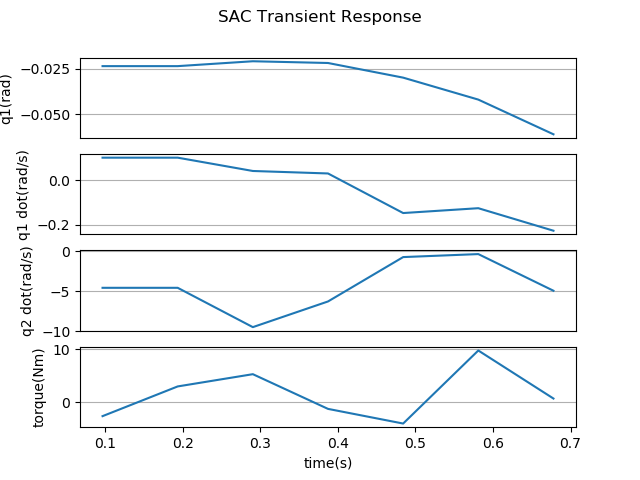 SAC Transient Response
q1(rad)
−0.025
−0.050
q1 dot(rad/s)
0.0
−0.2
q2 dot(rad/s)
0
−5
−10
torque(Nm)
10
0
0.1 0.2 0.3 0.4 0.5 0.6 0.7
time(s)